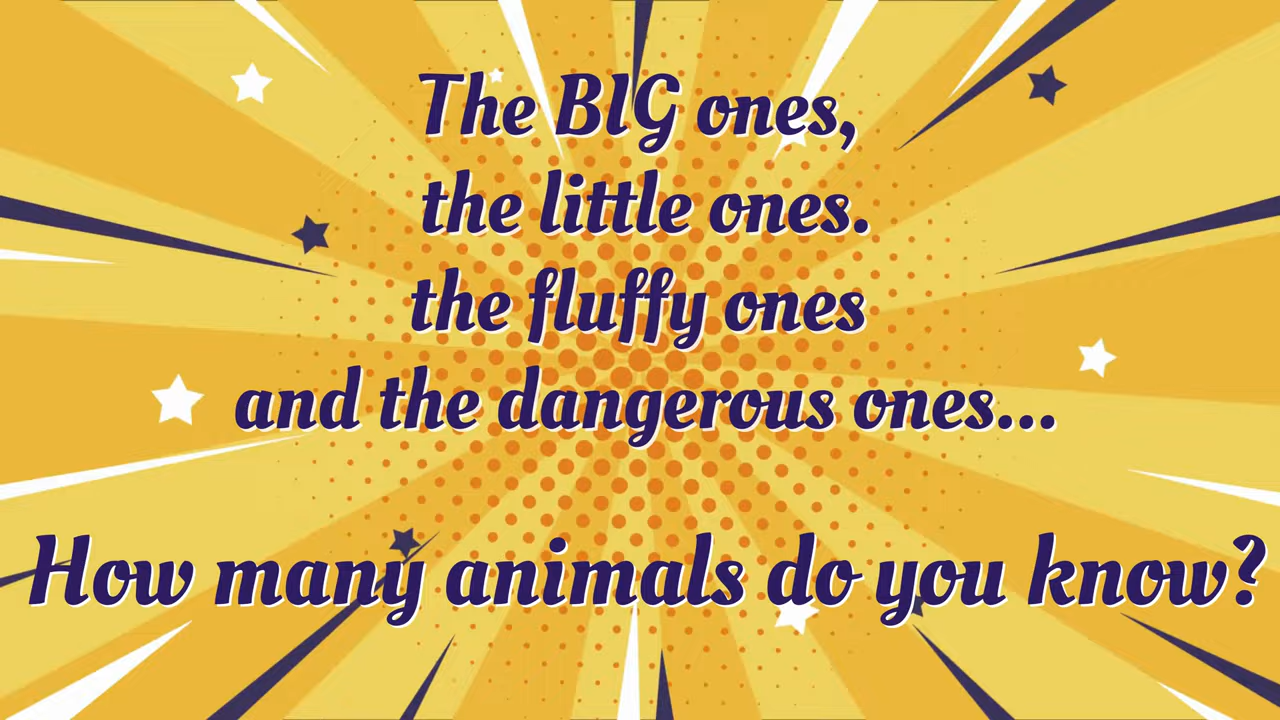 The BIG ones,
the little ones.
the fluffy ones
and the dangerous ones...
How many animals do you know?